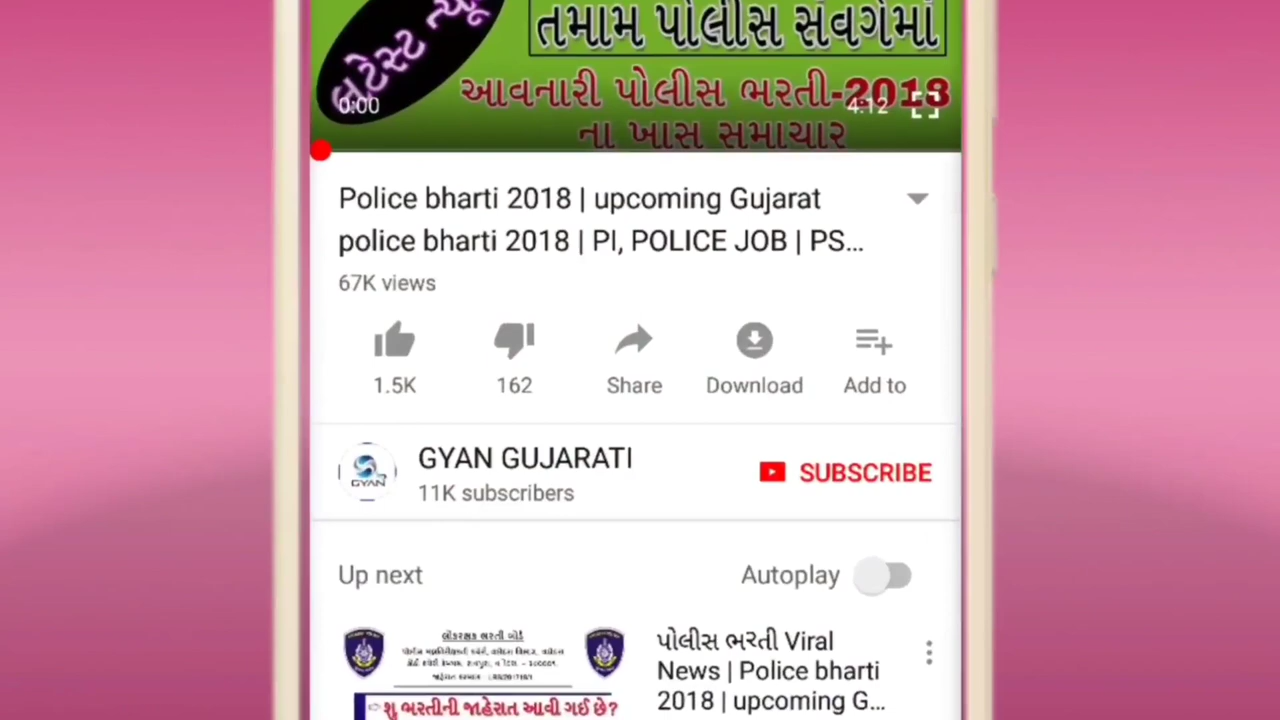 લેટેસ્ટ ન્યૂ
તમામ પોલીસ સંવર્ગમાં
આવનારી પોલીસ ભરતી-2018
ના ખાસ સમાચાર
0:00
4:12
Police bharti 2018 | upcoming Gujarat
police bharti 2018 | PI, POLICE JOB | PS...
67K views
1.5K
162
Share
Download
Add to
GYAN
GYAN GUJARATI
11K subscribers
SUBSCRIBE
Up next
Autoplay
લોકરક્ષક ભરતી બોર્ડ
શુ ભરતીની જાહેરાત આવી ગઈ છે?
પોલીસ ભરતી Viral
News | Police bharti
2018 | upcoming G...